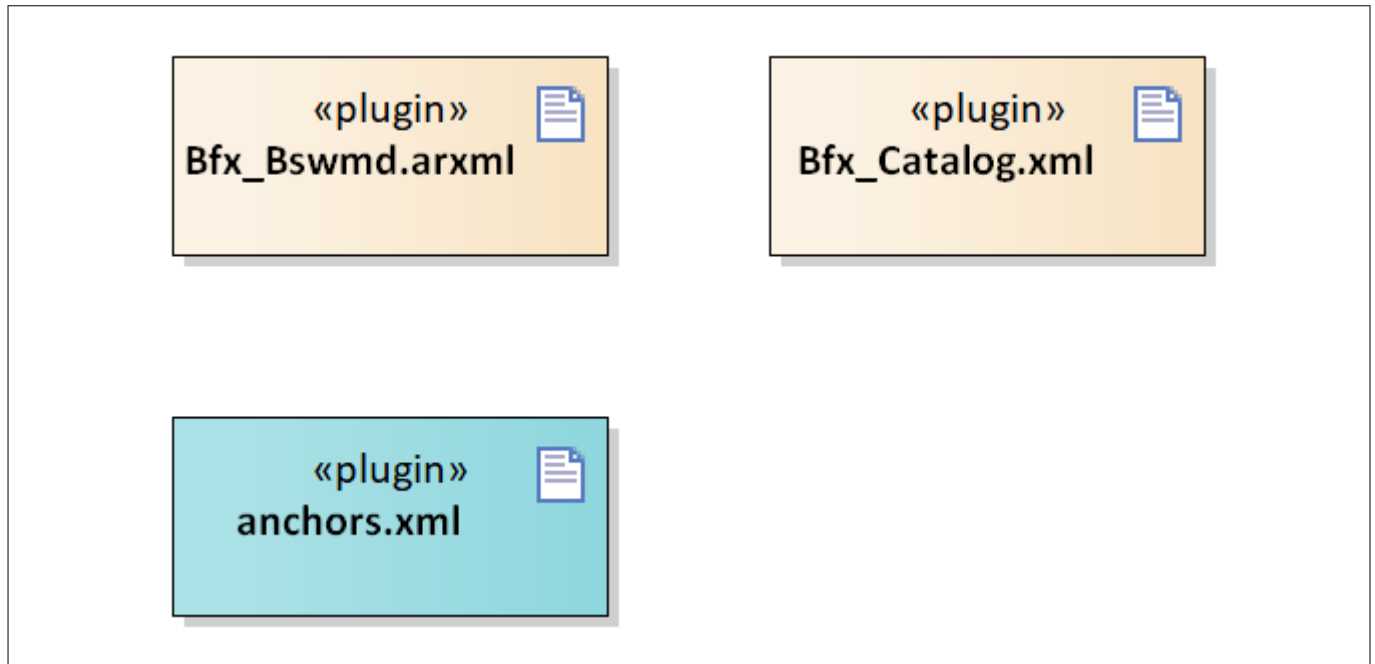 «plugin»
Bfx_Bswmd.arxml
«plugin»
Bfx_Catalog.xml
«plugin»
anchors.xml